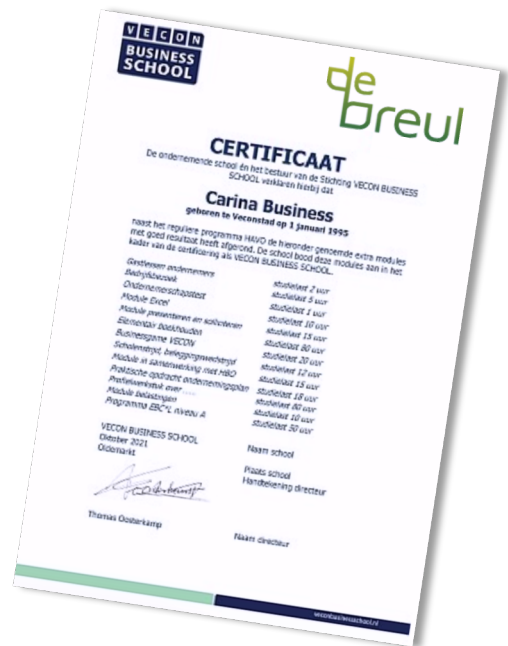 VECON
BUSINESS
SCHOOL
de
breul
CERTIFICAAT
De ondernemende school én het bestuur van de Stichting VECON BUSINESS
SCHOOL verklaren hierbij dat
Carina Business
geboren te Veconstad op 1 januari 1995
naast het reguliere programma HAVO de hieronder genoemde extra modules
met goed resultaat heeft afgerond. De school bood deze modules aan in het
kader van de certificering als VECON BUSINESS SCHOOL.
Gastlessen ondernemers studielast 2 uur
Bedrijfsbezoek studielast 5 uur
Ondernemerschapstest studielast 1 uur
Module Excel studielast 10 uur
Module presenteren en solliciteren studielast 15 uur
Elementair boekhouden studielast 80 uur
Businessgame VECON studielast 20 uur
Scholenstrijd, beleggingswedstrijd studielast 12 uur
Module in samenwerking met HBO studielast 15 uur
Praktische opdracht ondernemingsplan studielast 18 uur
Profielwerkstuk over ..... studielast 80 uur
Module belastingen studielast 10 uur
Programma EBC*L niveau A studielast 50 uur
VECON BUSINESS SCHOOL
Oktober 2021
Oldemarkt
Naam school
Plaats school
Handtekening directeur
Thomas Oosterkamp
Naam directeur
veconbusinessschool.nl